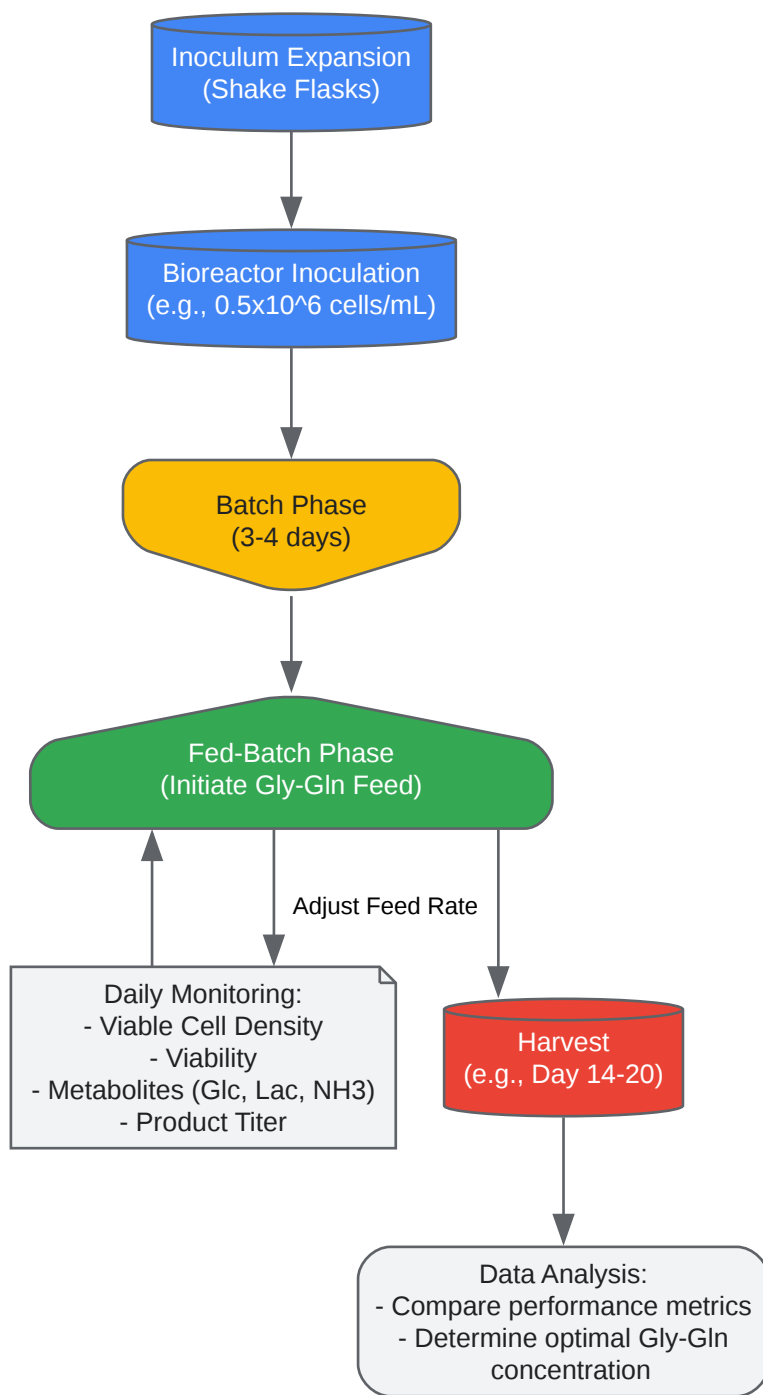 Inoculum Expansion
(Shake Flasks)
Bioreactor Inoculation
(e.g., 0.5x10^6 cells/mL)
Batch Phase
(3-4 days)
Fed-Batch Phase
(Initiate Gly-Gln Feed)
Adjust Feed Rate
Daily Monitoring:
- Viable Cell Density
- Viability
- Metabolites (Glc, Lac, NH3)
- Product Titer
Harvest
(e.g., Day 14-20)
Data Analysis:
- Compare performance metrics
- Determine optimal Gly-Gln
concentration